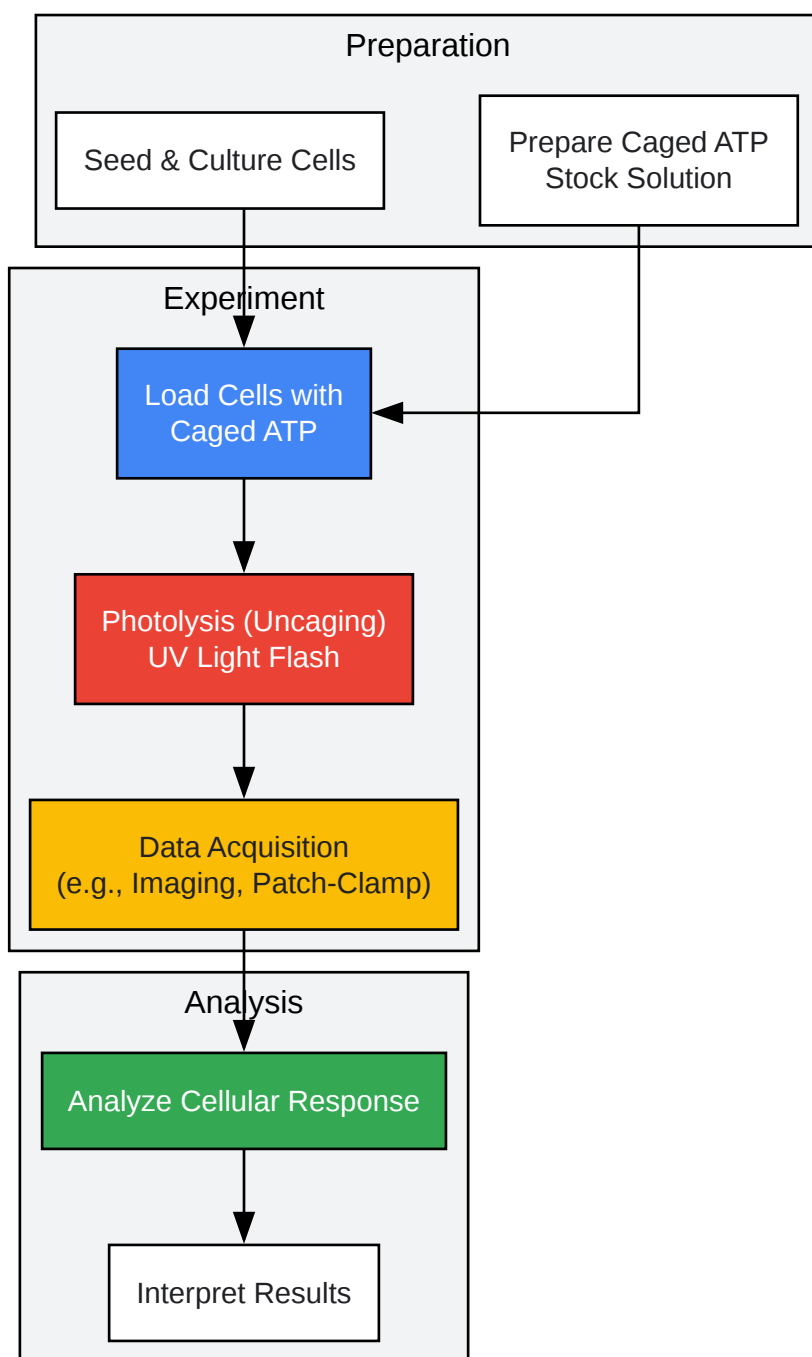 Preparation
Seed & Culture Cells
Prepare Caged ATP
Stock Solution
Experiment
Load Cells with
Caged ATP
Photolysis (Uncaging)
UV Light Flash
Data Acquisition
(e.g., Imaging, Patch-Clamp)
Analysis
Analyze Cellular Response
Interpret Results